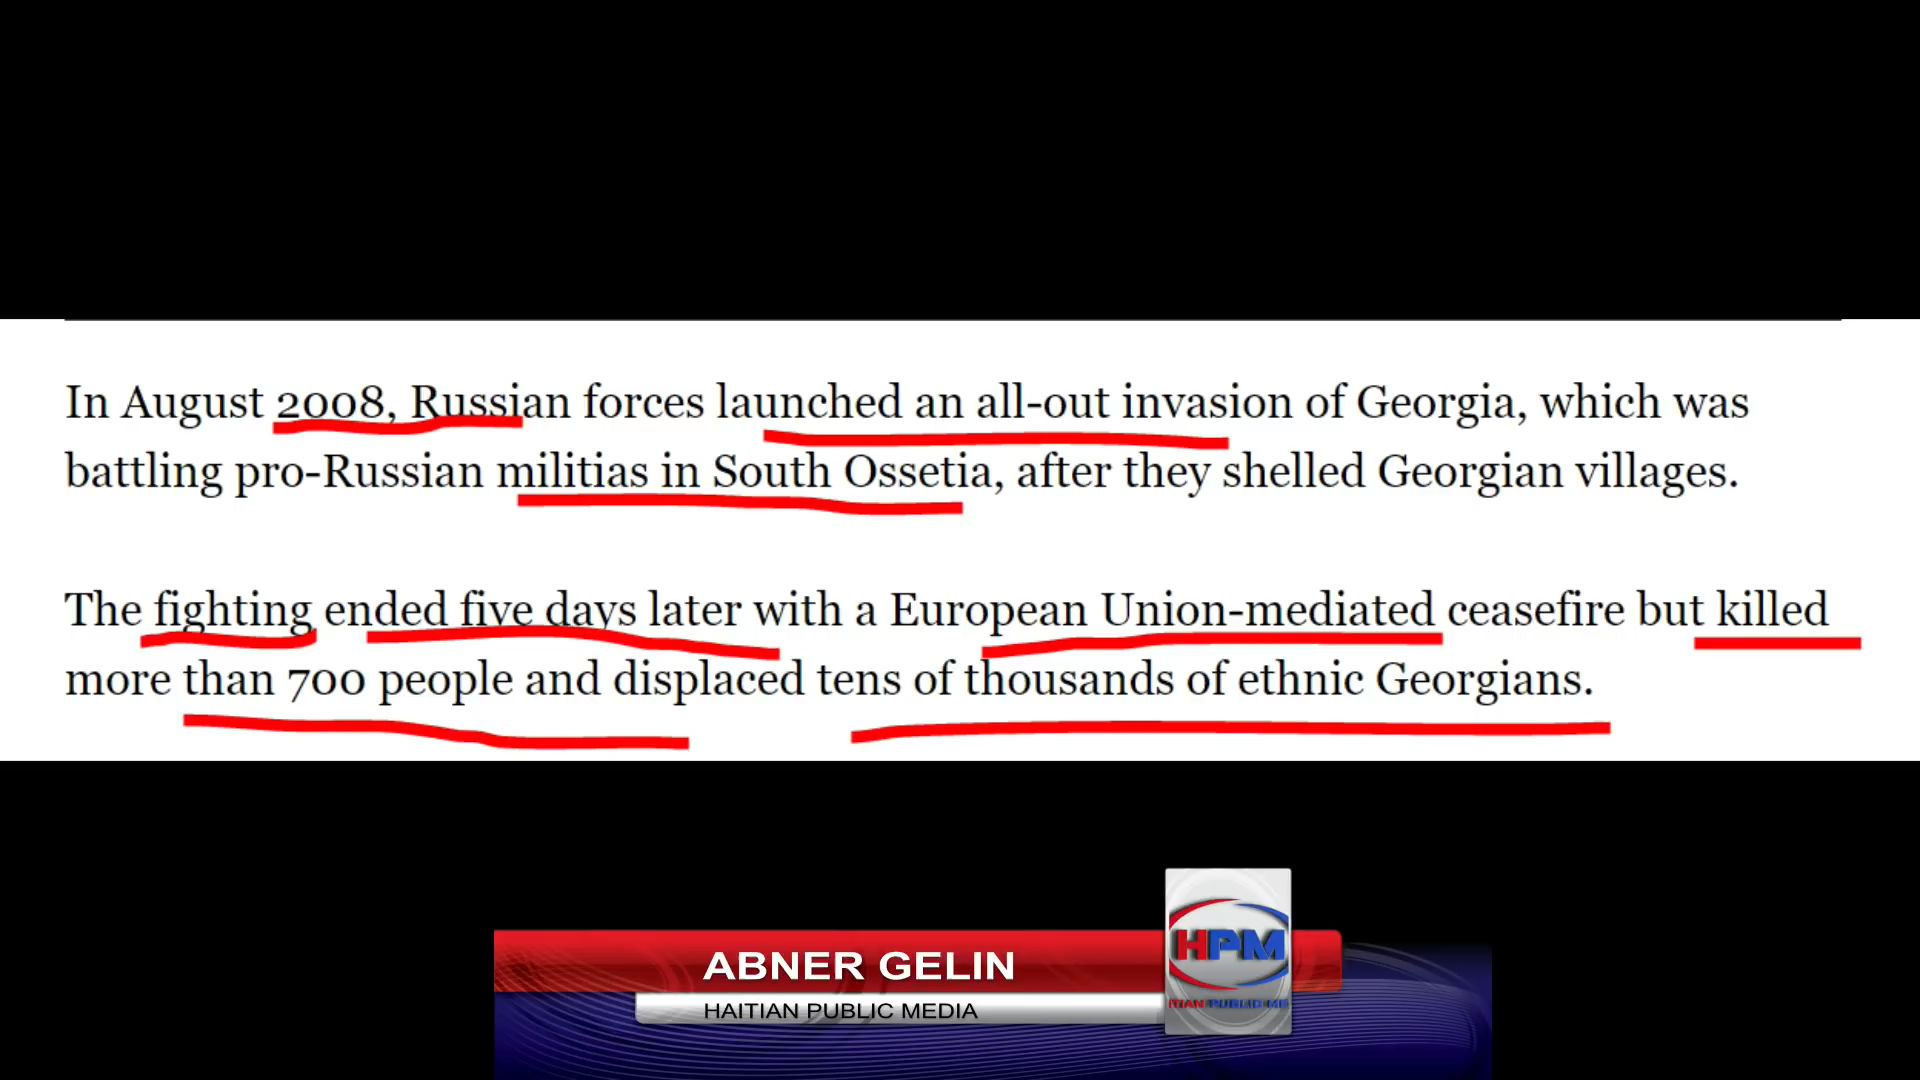 In August 2008, Russian forces launched an all-out invasion of Georgia, which was
battling pro-Russian militias in South Ossetia, after they shelled Georgian villages.
The fighting ended five days later with a European Union-mediated ceasefire but killed
more than 700 people and displaced tens of thousands of ethnic Georgians.
ABNER GELIN
HAITIAN PUBLIC MEDIA
HPM
ITIAN PUBLIC ME